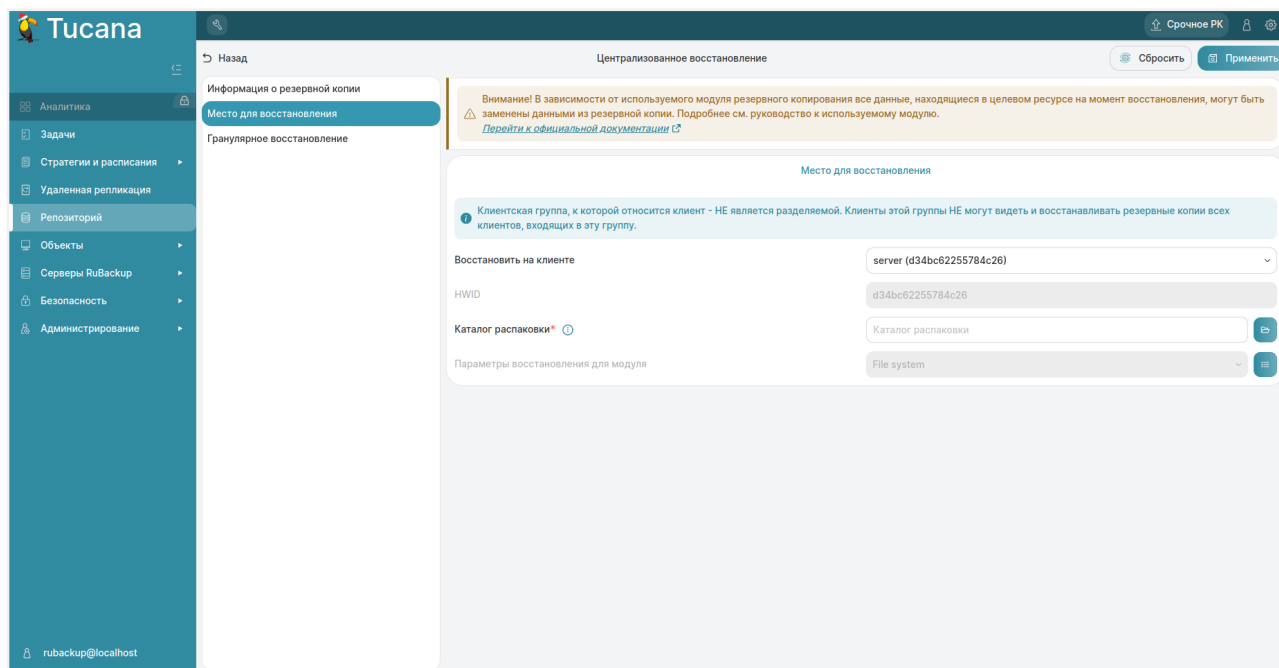 Tucana
Срочное РК
Назад
Централизованное восстановление
Сбросить
Применить
Аналитика
Задачи
Стратегии и расписания
Удаленная репликация
Репозиторий
Объекты
Серверы RuBackup
Безопасность
Администрирование
rubackup@localhost
Информация о резервной копии
Место для восстановления
Гранулярное восстановление
Внимание! В зависимости от используемого модуля резервного копирования все данные, находящиеся в целевом ресурсе на момент восстановления, могут быть
заменены данными из резервной копии. Подробнее см. руководство к используемому модулю.
Перейти к официальной документации
Место для восстановления
Клиентская группа, к которой относится клиент - НЕ является разделяемой. Клиенты этой группы НЕ могут видеть и восстанавливать резервные копии всех
клиентов, входящих в эту группу.
Восстановить на клиенте
server (d34bc62255784c26)
HWID
d34bc62255784c26
Каталог распаковки*
Каталог распаковки
Параметры восстановления для модуля
File system